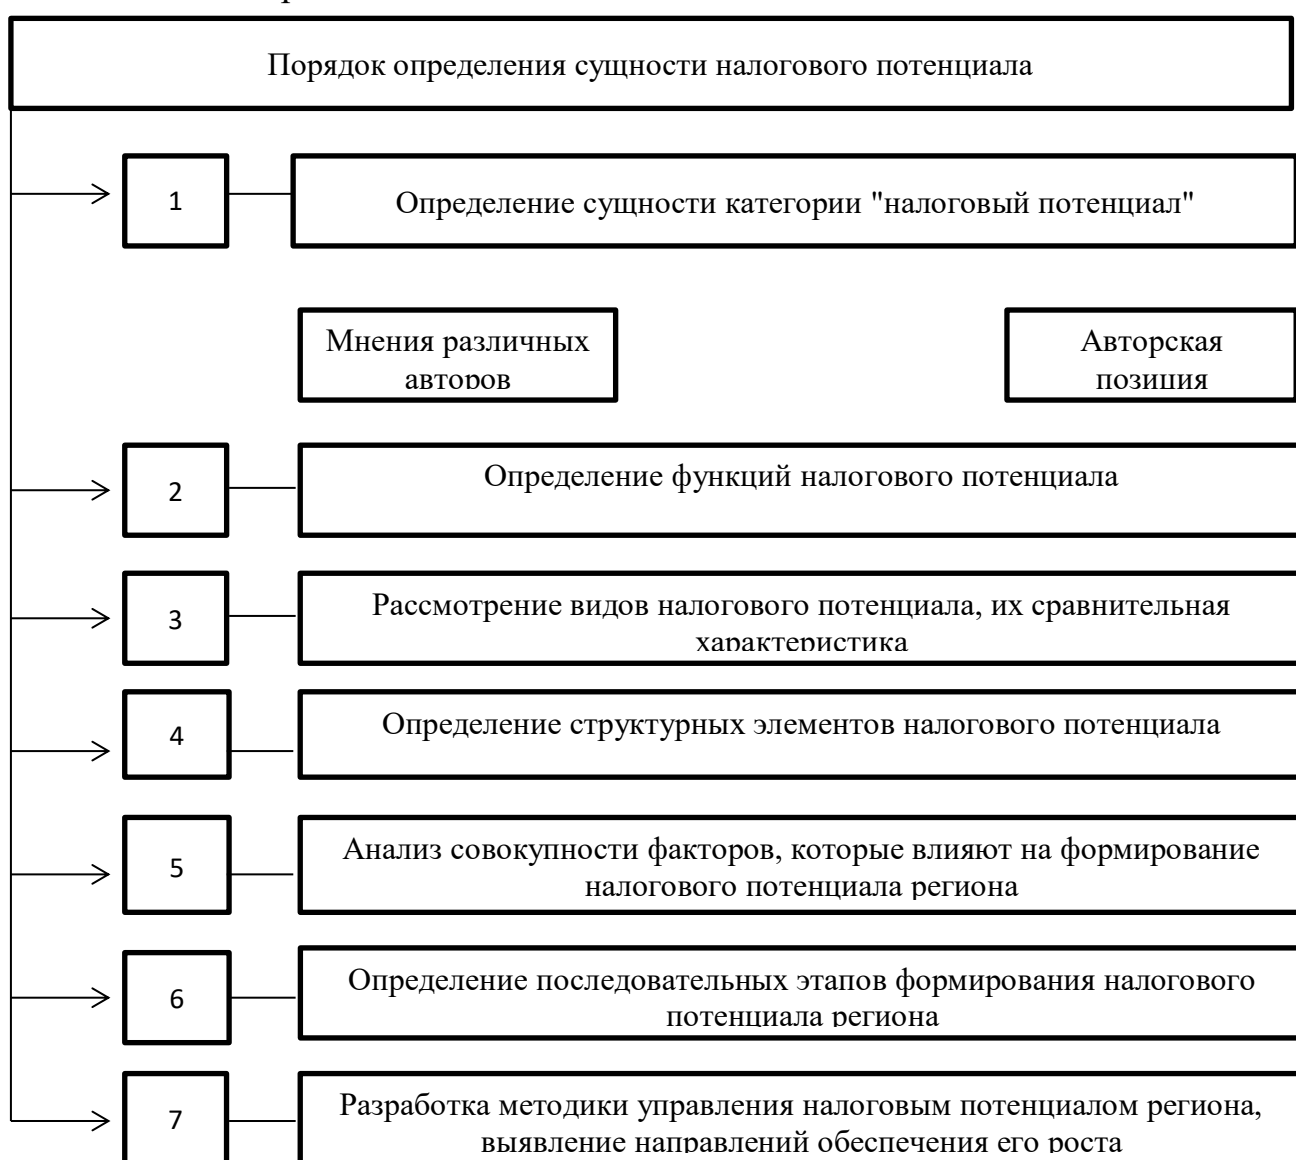 Порядок определения сущности налогового потенциала
1
Определение сущности категории "налоговый потенциал"
Мнения различных
авторов
Авторская
позиция
2
Определение функций налогового потенциала
3
Рассмотрение видов налогового потенциала, их сравнительная
характеристика
4
Определение структурных элементов налогового потенциала
5
Анализ совокупности факторов, которые влияют на формирование
налогового потенциала региона
6
Определение последовательных этапов формирования налогового
потенциала региона
7
Разработка методики управления налоговым потенциалом региона,
выявление направлений обеспечения его роста